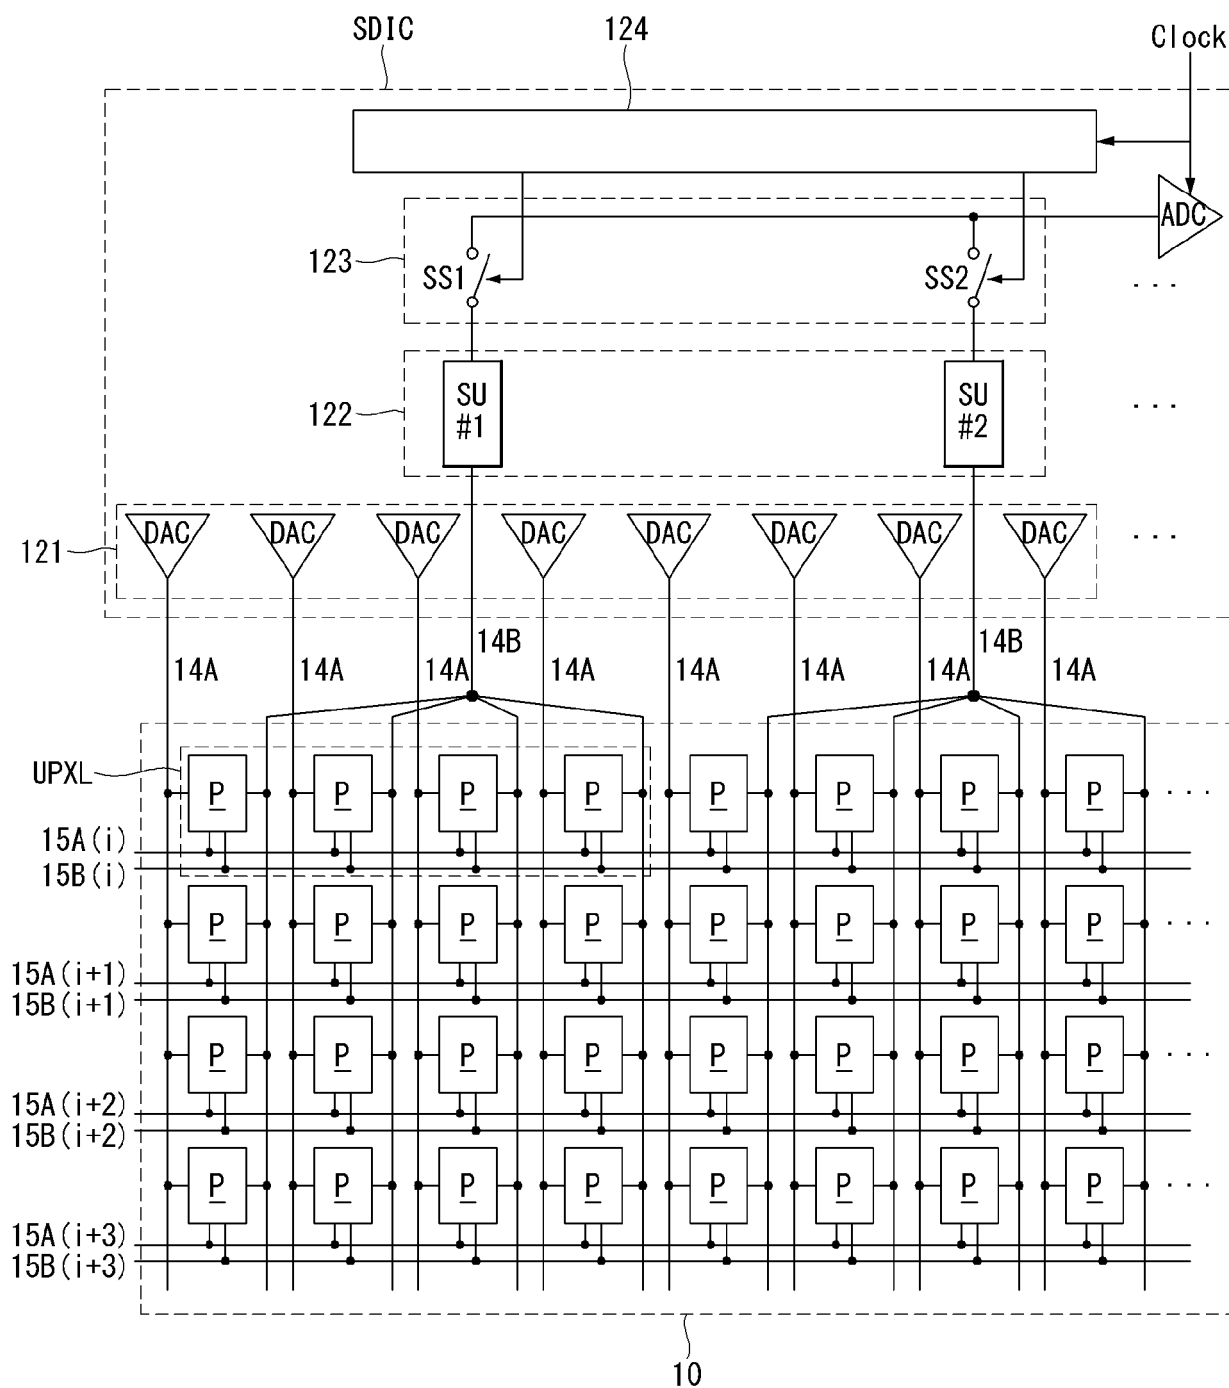 SDIC 124 Clock
ADC
123 SS1 SS2 ...
122 SU #1 SU #2 ...
121 DAC DAC DAC DAC DAC DAC DAC DAC ...
14B 14B
14A 14A 14A 14A 14A 14A 14A 14A
UPXL P P P P P P P P ...
15A(i)
15B(i)
P P P P P P P P ...
15A(i+1)
15B(i+1)
P P P P P P P P ...
15A(i+2)
15B(i+2)
P P P P P P P P ...
15A(i+3)
15B(i+3)
10